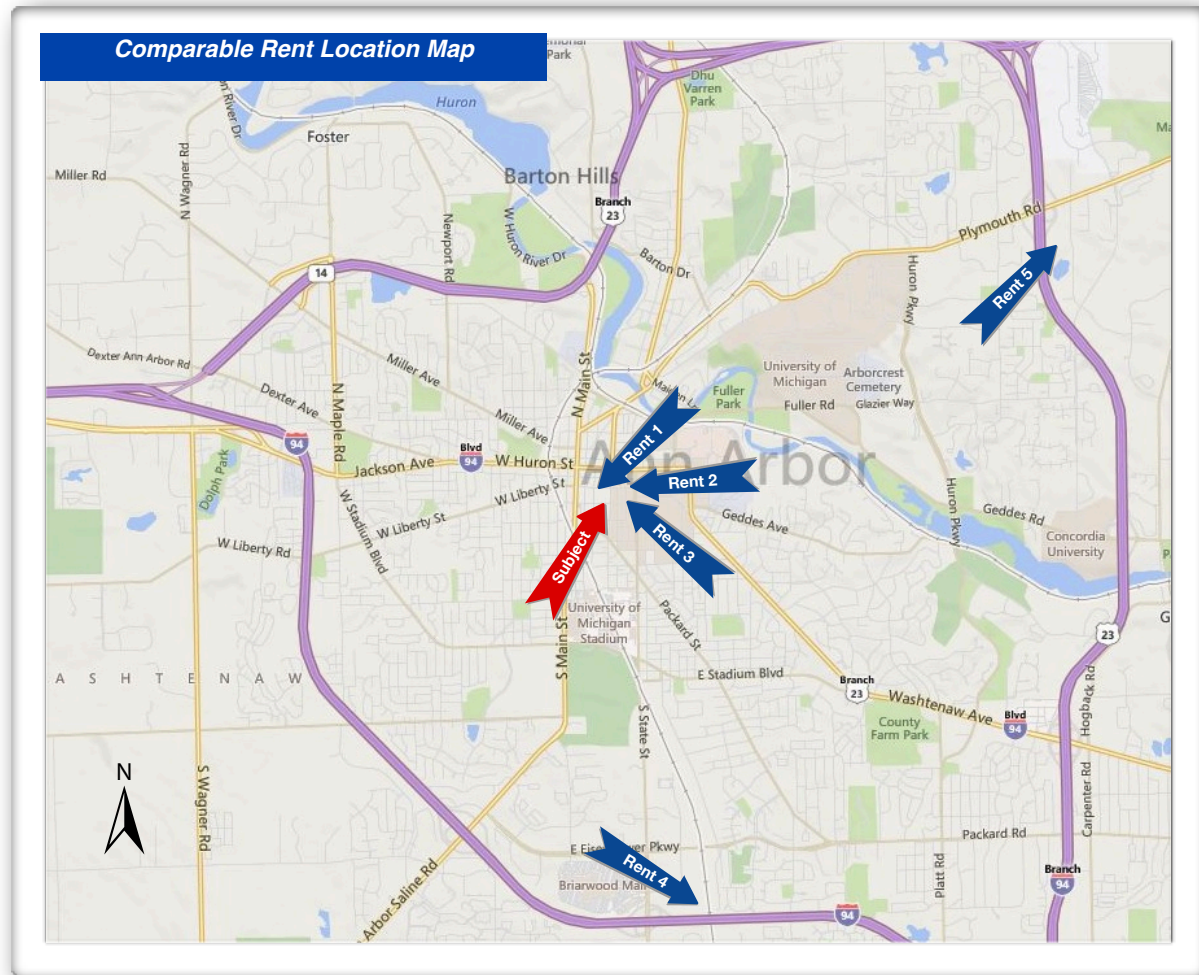 Comparable Rent Location Map
Park
Dhu
Varren
Park
Huron
River Dr
Foster
Miller Rd
N Wagner Rd
Barton Hills
Branch
23
Newport Rd
W Huron River Dr
Barton Dr
Plymouth Rd
14
Huron Pkwy
Rent 5
Dexter Ann Arbor Rd
Miller Ave
N Main St
University of
Michigan
Arborcrest
Cemetery
Fuller
Park
Fuller Rd
Glazier Way
Dexter Ave
N Maple Rd
Miller Ave
Rent 1
94
Blvd
94
Jackson Ave
W Huron St
Ann Arbor
Dolph Park
W Liberty St
Rent 2
W Stadium Blvd
W Liberty St
Geddes Ave
Huron Pkwy
Geddes Rd
W Liberty Rd
Subject
Rent 3
Concordia
University
University of
Michigan
Stadium
Packard St
23
S Main St
ASHTENAW
E Stadium Blvd
Branch
23
Washtenaw Ave
Blvd
94
Hogback Rd
County
Farm Park
S State St
N
S Wagner Rd
Carpenter Rd
Packard Rd
Pkwy
Rent 4
Platt Rd
Branch
94
Briarwood
Arbor Saline Rd
94